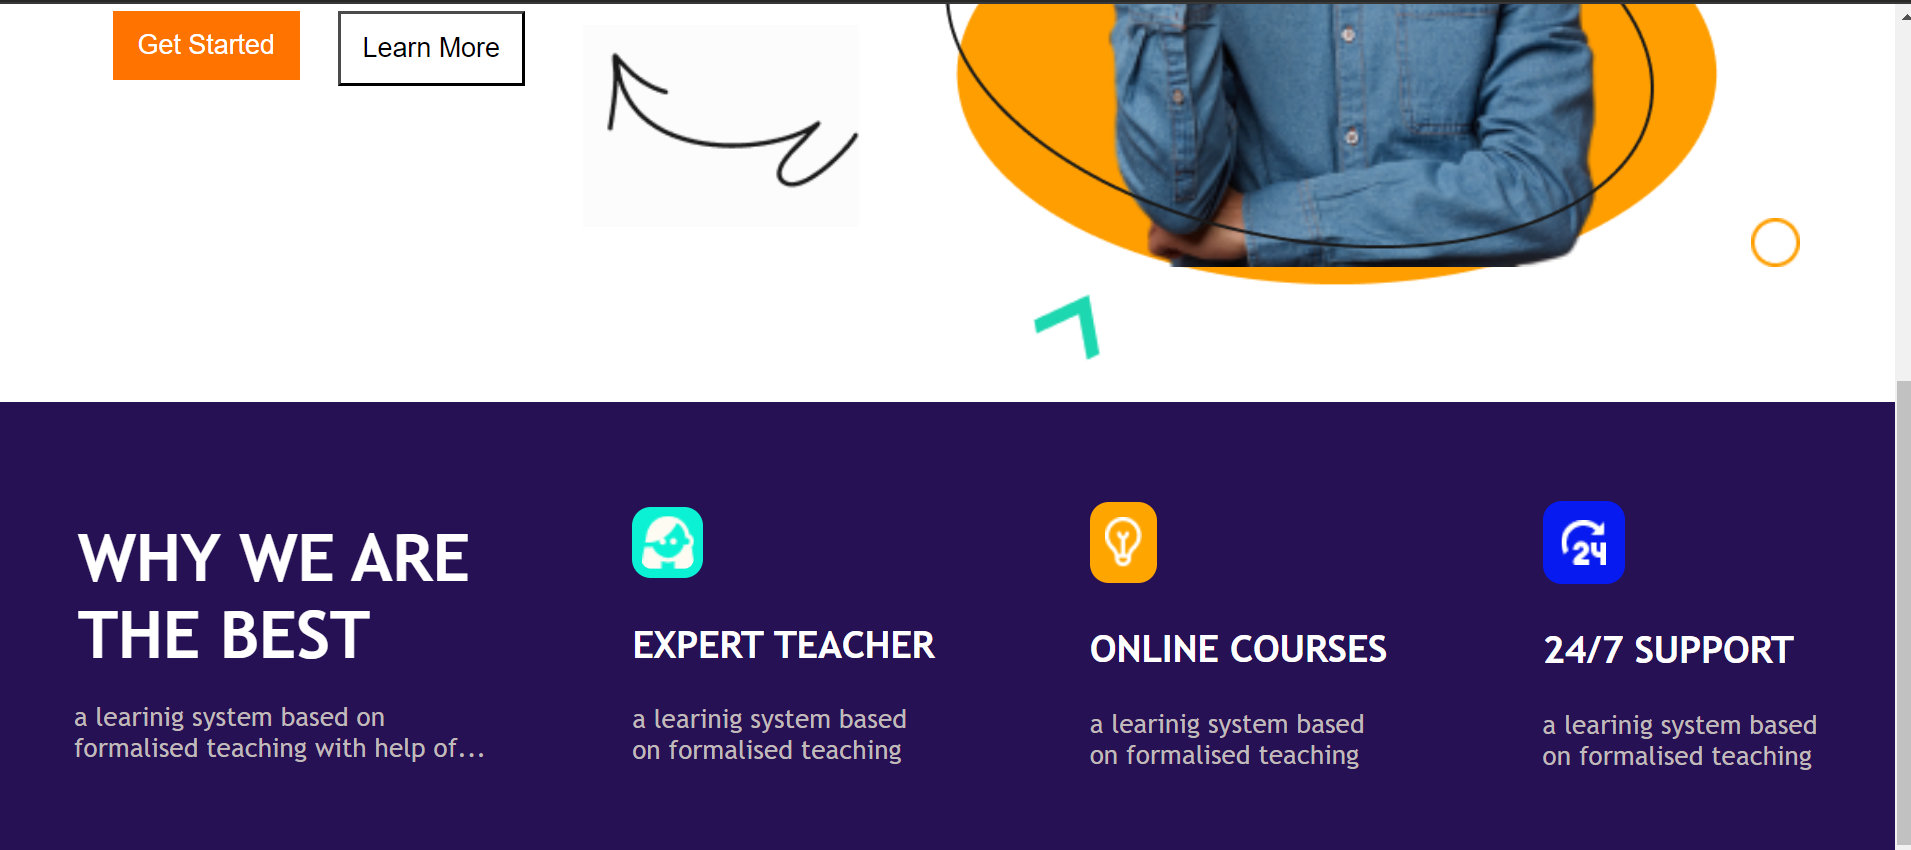 Get Started
Learn More
WHY WE ARE
THE BEST
a learinig system based on
formalised teaching with help of...
24
EXPERT TEACHER
a learinig system based
on formalised teaching
ONLINE COURSES
a learinig system based
on formalised teaching
24/7 SUPPORT
a learinig system based
on formalised teaching